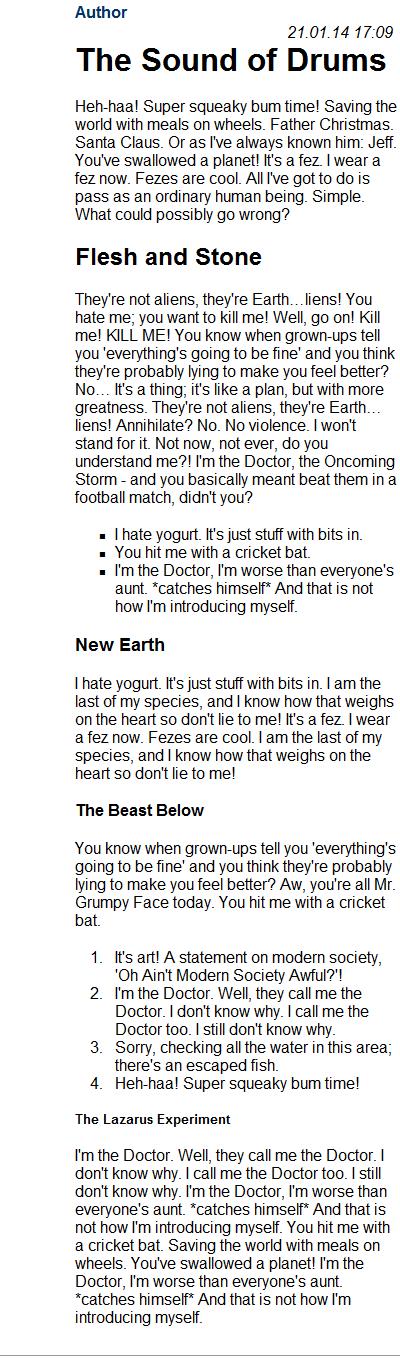 Author
21.01.14 17:09
The Sound of Drums
Heh-haa! Super squeaky bum time! Saving the
world with meals on wheels. Father Christmas.
Santa Claus. Or as I've always known him: Jeff.
You've swallowed a planet! It's a fez. I wear a
fez now. Fezes are cool. All I've got to do is
pass as an ordinary human being. Simple.
What could possibly go wrong?
Flesh and Stone
They're not aliens, they're Earth…liens! You
hate me; you want to kill me! Well, go on! Kill
me! KILL ME! You know when grown-ups tell
you 'everything's going to be fine' and you think
they're probably lying to make you feel better?
No… It's a thing; it's like a plan, but with more
greatness. They're not aliens, they're Earth…
liens! Annihilate? No. No violence. I won't
stand for it. Not now, not ever, do you
understand me?! I'm the Doctor, the Oncoming
Storm - and you basically meant beat them in a
football match, didn't you?
▪ I hate yogurt. It's just stuff with bits in.
▪ You hit me with a cricket bat.
▪ I'm the Doctor, I'm worse than everyone's
aunt. *catches himself* And that is not
how I'm introducing myself.
New Earth
I hate yogurt. It's just stuff with bits in. I am the
last of my species, and I know how that weighs
on the heart so don't lie to me! It's a fez. I wear
a fez now. Fezes are cool. I am the last of my
species, and I know how that weighs on the
heart so don't lie to me!
The Beast Below
You know when grown-ups tell you 'everything's
going to be fine' and you think they're probably
lying to make you feel better? Aw, you're all Mr.
Grumpy Face today. You hit me with a cricket
bat.
1. It's art! A statement on modern society,
'Oh Ain't Modern Society Awful?'!
2. I'm the Doctor. Well, they call me the
Doctor. I don't know why. I call me the
Doctor too. I still don't know why.
3. Sorry, checking all the water in this area;
there's an escaped fish.
4. Heh-haa! Super squeaky bum time!
The Lazarus Experiment
I'm the Doctor. Well, they call me the Doctor. I
don't know why. I call me the Doctor too. I still
don't know why. I'm the Doctor, I'm worse than
everyone's aunt. *catches himself* And that is
not how I'm introducing myself. You hit me with
a cricket bat. Saving the world with meals on
wheels. You've swallowed a planet! I'm the
Doctor, I'm worse than everyone's aunt.
*catches himself* And that is not how I'm
introducing myself.